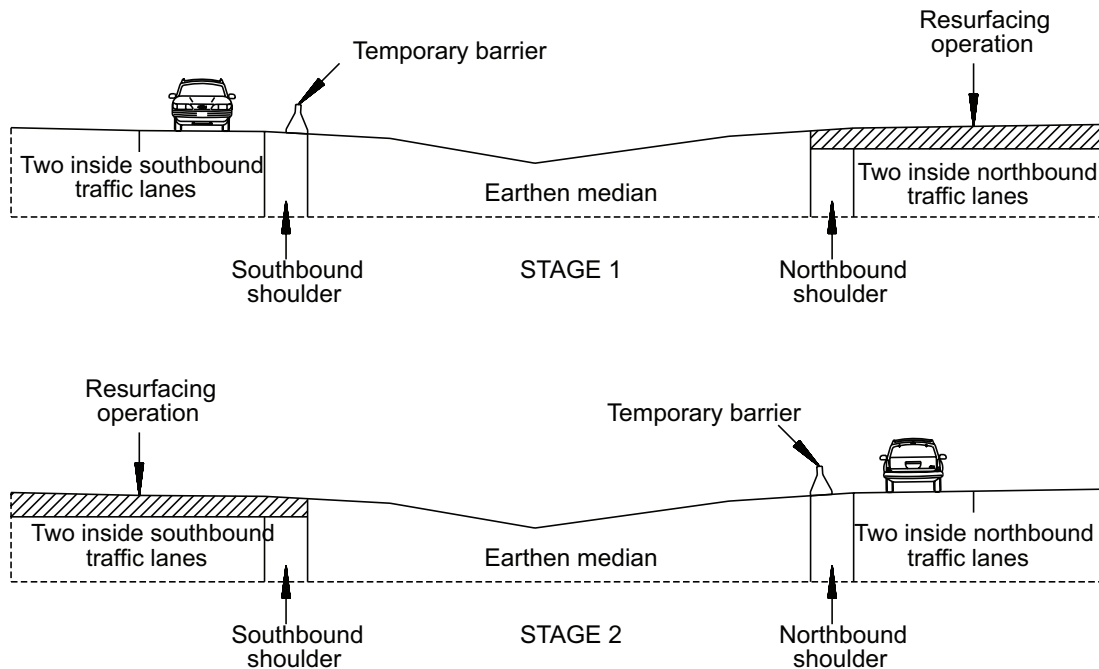 Resurfacing
operation
Temporary barrier
Two inside southbound
traffic lanes
Earthen median
Two inside northbound
traffic lanes
Southbound
shoulder
STAGE 1
Northbound
shoulder
Resurfacing
operation
Temporary barrier
Two inside southbound
traffic lanes
Earthen median
Two inside northbound
traffic lanes
Southbound
shoulder
STAGE 2
Northbound
shoulder